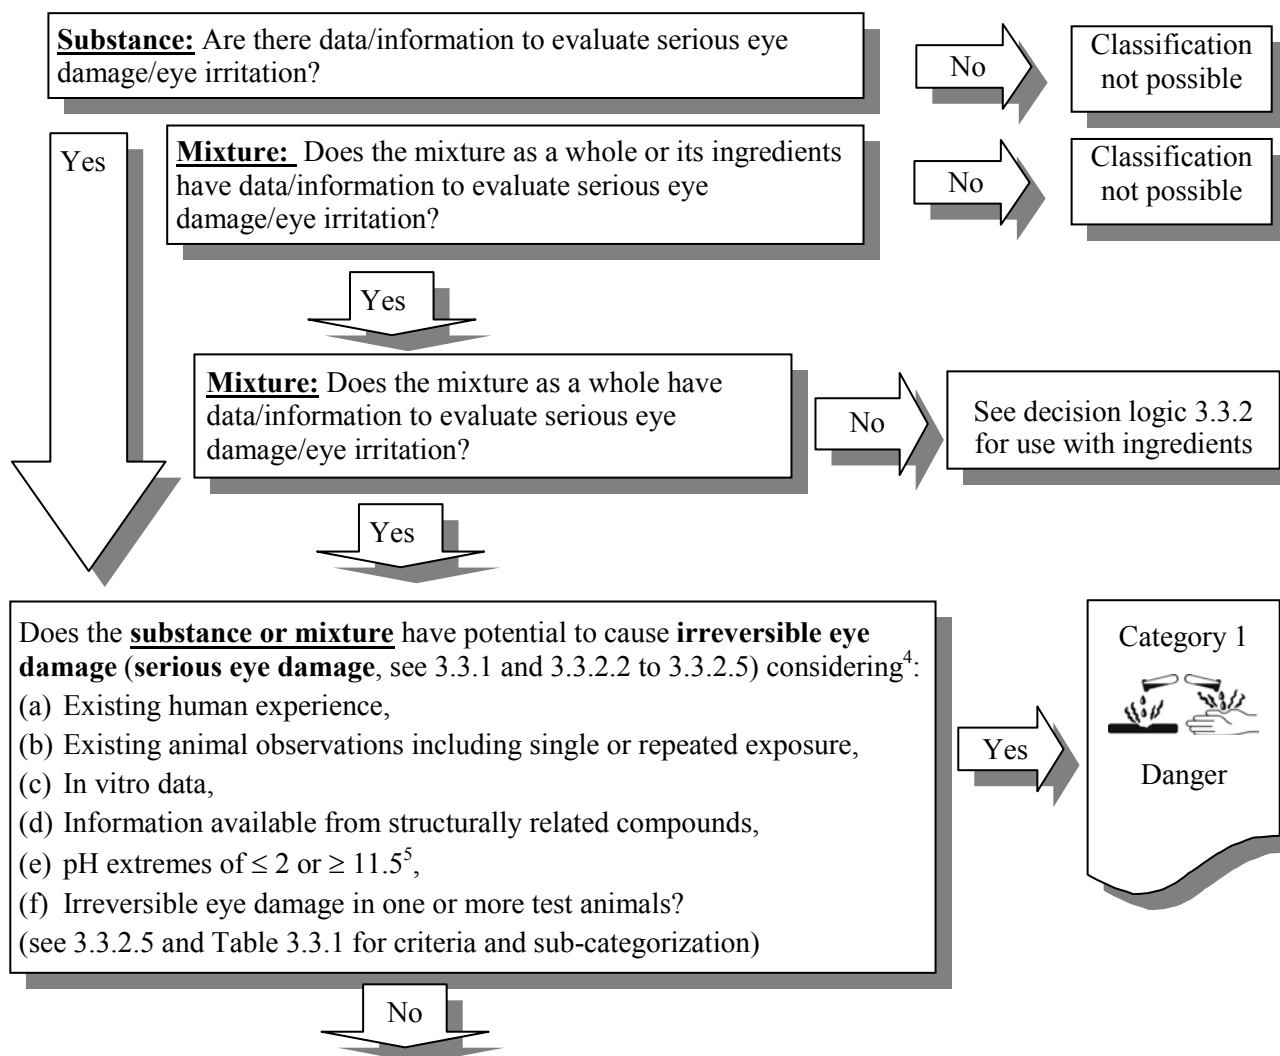 Substance: Are there data/information to evaluate serious eye
damage/eye irritation?
No
Classification
not possible
Yes
Mixture: Does the mixture as a whole or its ingredients
have data/information to evaluate serious eye
damage/eye irritation?
No
Classification
not possible
Yes
Mixture: Does the mixture as a whole have
data/information to evaluate serious eye
damage/eye irritation?
No
See decision logic 3.3.2
for use with ingredients
Yes
Does the substance or mixture have potential to cause irreversible eye
damage (serious eye damage, see 3.3.1 and 3.3.2.2 to 3.3.2.5) considering⁴:
(a) Existing human experience,
(b) Existing animal observations including single or repeated exposure,
(c) In vitro data,
(d) Information available from structurally related compounds,
(e) pH extremes of ≤ 2 or ≥ 11.5⁵,
(f) Irreversible eye damage in one or more test animals?
(see 3.3.2.5 and Table 3.3.1 for criteria and sub-categorization)
Yes
Category 1
Danger
No